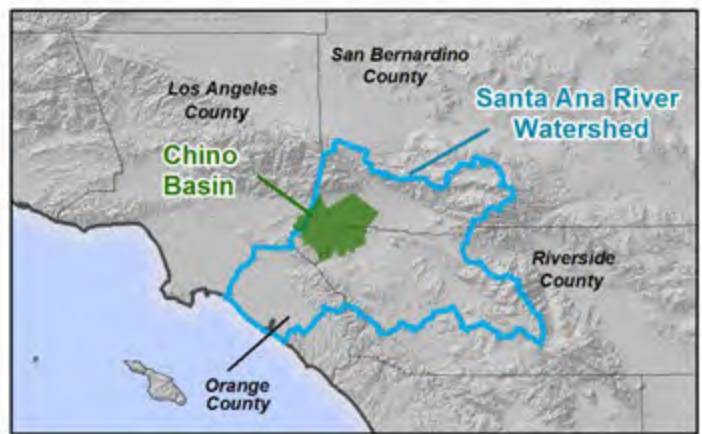 San Bernardino
County
Los Angeles
County
Santa Ana River
Watershed
Chino
Basin
Riverside
County
Orange
County